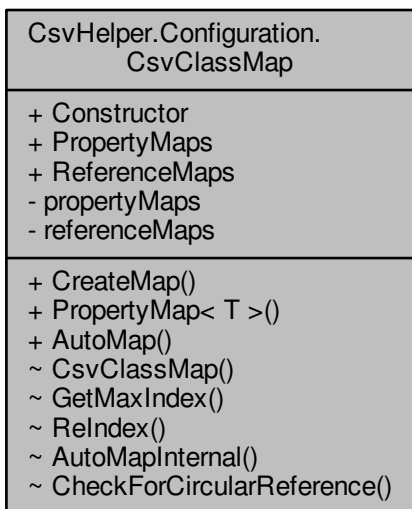 CsvHelper.Configuration.
CsvClassMap
+ Constructor
+ PropertyMaps
+ ReferenceMaps
- propertyMaps
- referenceMaps
+ CreateMap()
+ PropertyMap< T >()
+ AutoMap()
~ CsvClassMap()
~ GetMaxIndex()
~ ReIndex()
~ AutoMapInternal()
~ CheckForCircularReference()